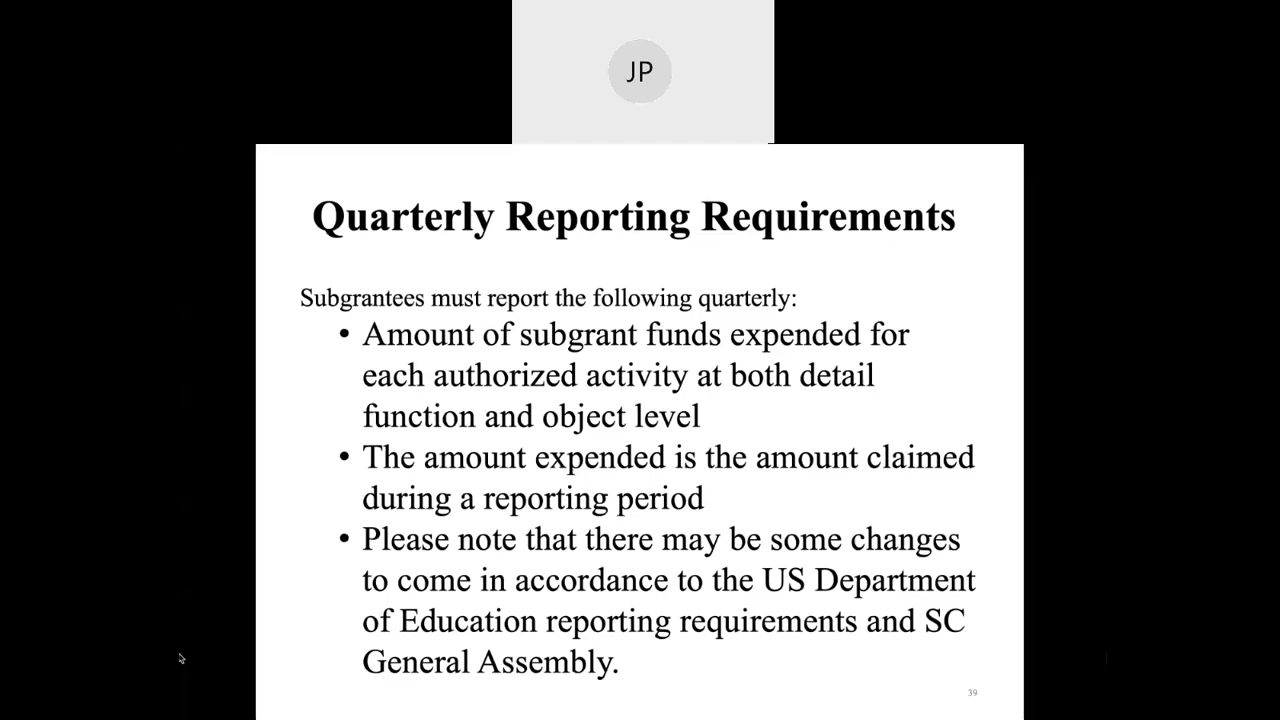 JP
Quarterly Reporting Requirements
Subgrantees must report the following quarterly:
• Amount of subgrant funds expended for
each authorized activity at both detail
function and object level
• The amount expended is the amount claimed
during a reporting period
• Please note that there may be some changes
to come in accordance to the US Department
of Education reporting requirements and SC
General Assembly.
39